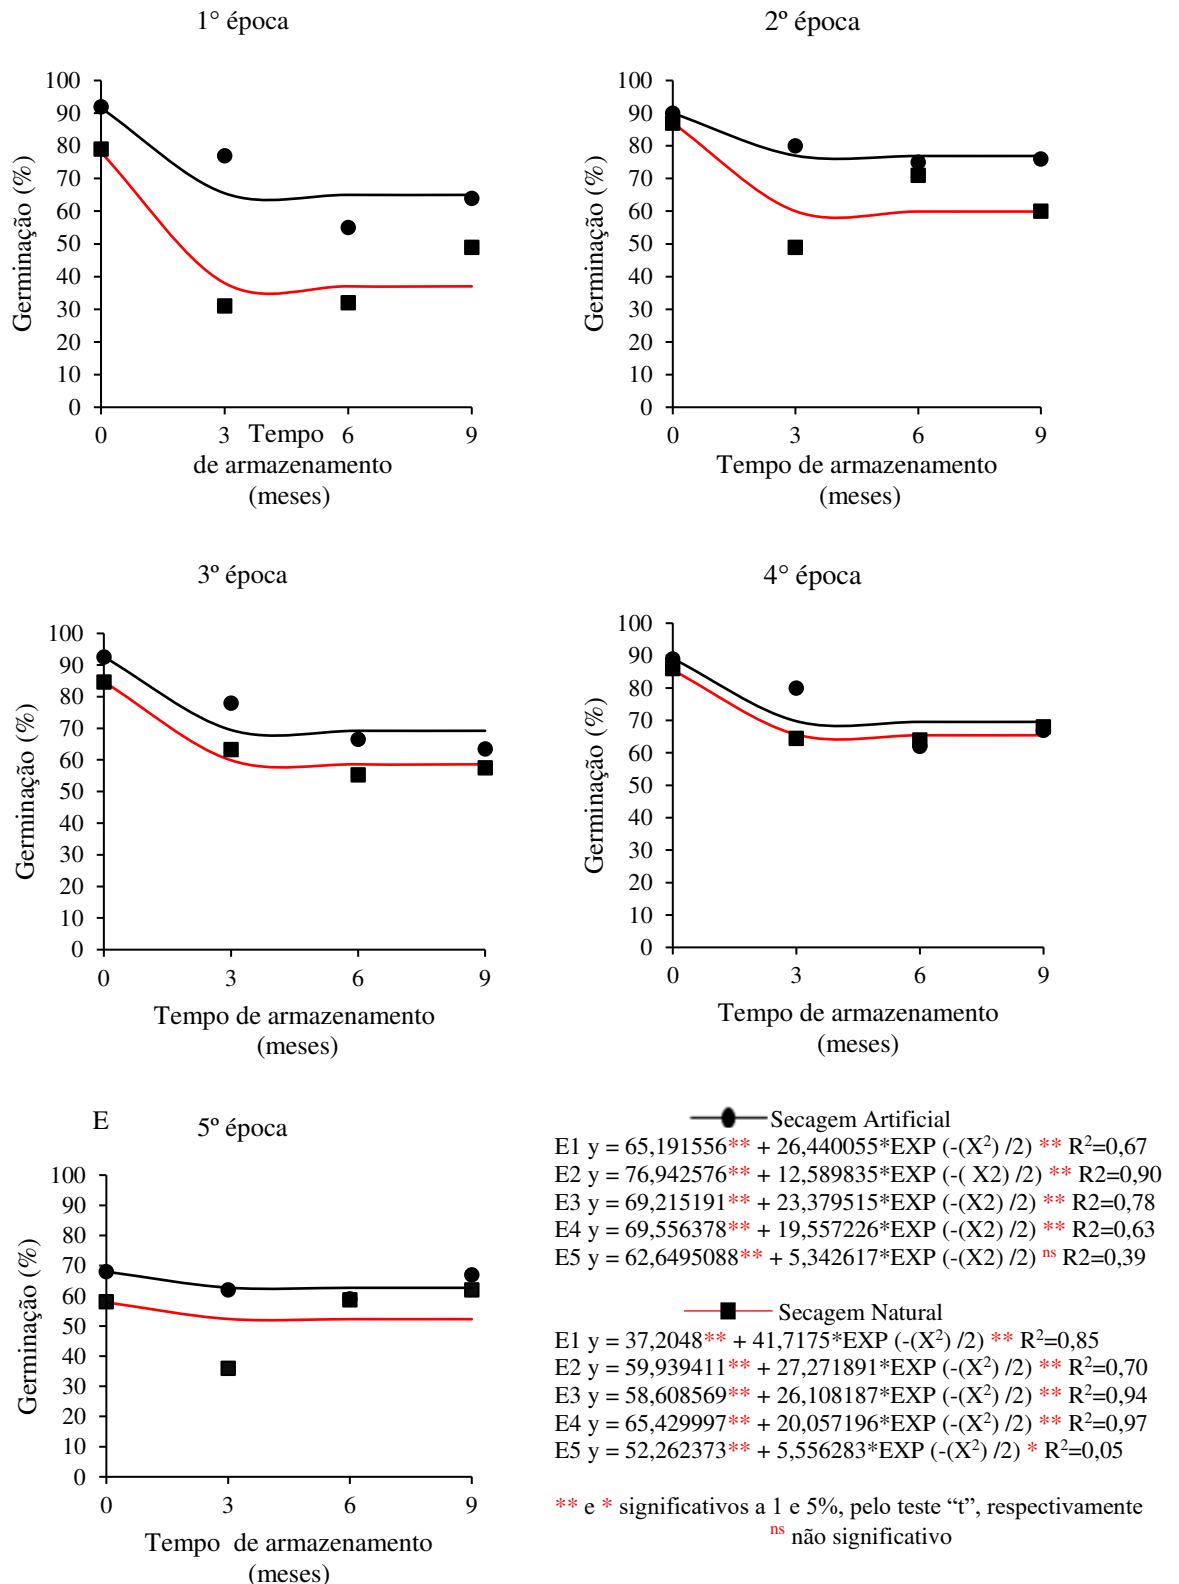 1° época
2º época
Germinação (%)
100
90
80
70
60
50
40
30
20
10
0
0 3 6 9
Tempo
de armazenamento
(meses)
Germinação (%)
100
90
80
70
60
50
40
30
20
10
0
0 3 6 9
Tempo de armazenamento
(meses)
3º época
4° época
Germinação (%)
100
90
80
70
60
50
40
30
20
10
0
0 3 6 9
Tempo de armazenamento
(meses)
Germinação (%)
100
90
80
70
60
50
40
30
20
10
0
0 3 6 9
Tempo de armazenamento
(meses)
E
5º época
Germinação (%)
100
90
80
70
60
50
40
30
20
10
0
0 3 6 9
Tempo de armazenamento
(meses)
Secagem Artificial
E1 y = 65,191556** + 26,440055*EXP (-(X²) /2) ** R²=0,67
E2 y = 76,942576** + 12,589835*EXP (-( X2) /2) ** R2=0,90
E3 y = 69,215191** + 23,379515*EXP (-(X2) /2) ** R2=0,78
E4 y = 69,556378** + 19,557226*EXP (-(X2) /2) ** R2=0,63
E5 y = 62,6495088** + 5,342617*EXP (-(X2) /2) ns R2=0,39
Secagem Natural
E1 y = 37,2048** + 41,7175*EXP (-(X²) /2) ** R²=0,85
E2 y = 59,939411** + 27,271891*EXP (-(X²) /2) ** R²=0,70
E3 y = 58,608569** + 26,108187*EXP (-(X²) /2) ** R²=0,94
E4 y = 65,429997** + 20,057196*EXP (-(X²) /2) ** R²=0,97
E5 y = 52,262373** + 5,556283*EXP (-(X²) /2) * R²=0,05
** e * significativos a 1 e 5%, pelo teste “t”, respectivamente
ns não significativo